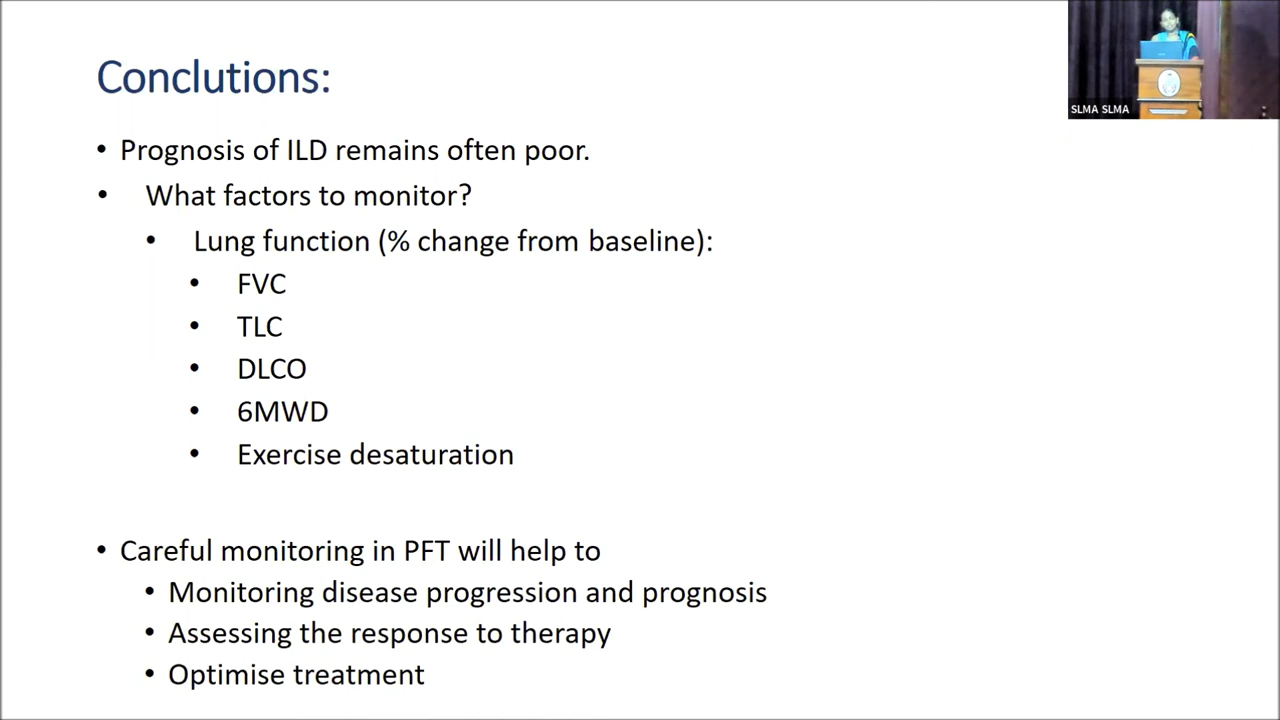 Conclutions:
SLMA SLMA
• Prognosis of ILD remains often poor.
• What factors to monitor?
• Lung function (% change from baseline):
• FVC
• TLC
• DLCO
• 6MWD
• Exercise desaturation
• Careful monitoring in PFT will help to
• Monitoring disease progression and prognosis
• Assessing the response to therapy
• Optimise treatment